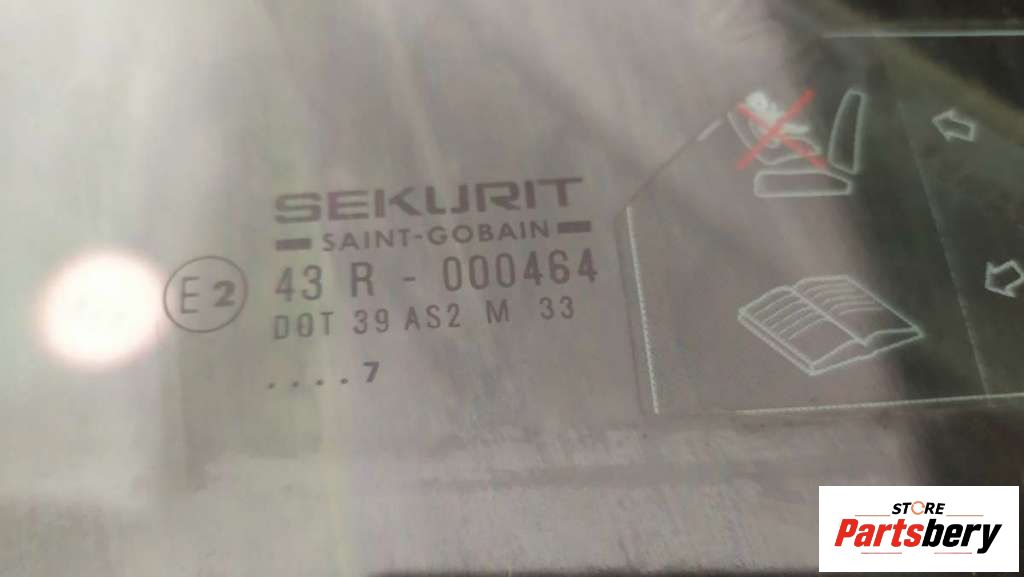 SEKURIT
SAINT-GOBAIN
E2
43 R - 000464
DOT 39 AS2 M 33
....7
STORE
Partsbery